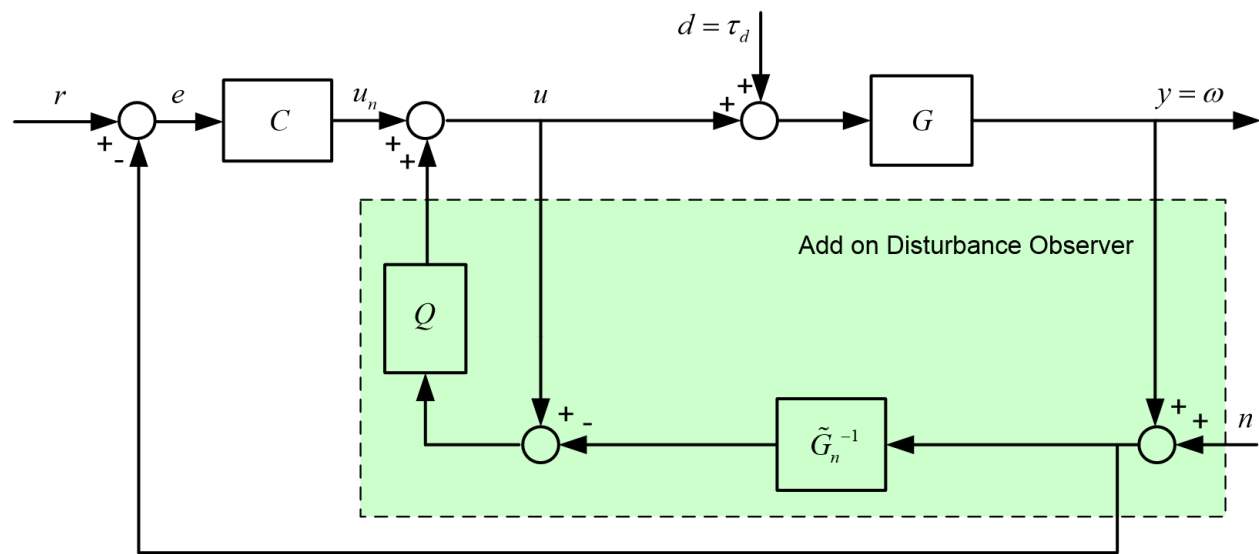 d = τ_d
r
+
-
e
C
u_n
+
+
u
+
+
G
y = ω
Add on Disturbance Observer
Q
+
-
G̃_n⁻¹
+
+
n